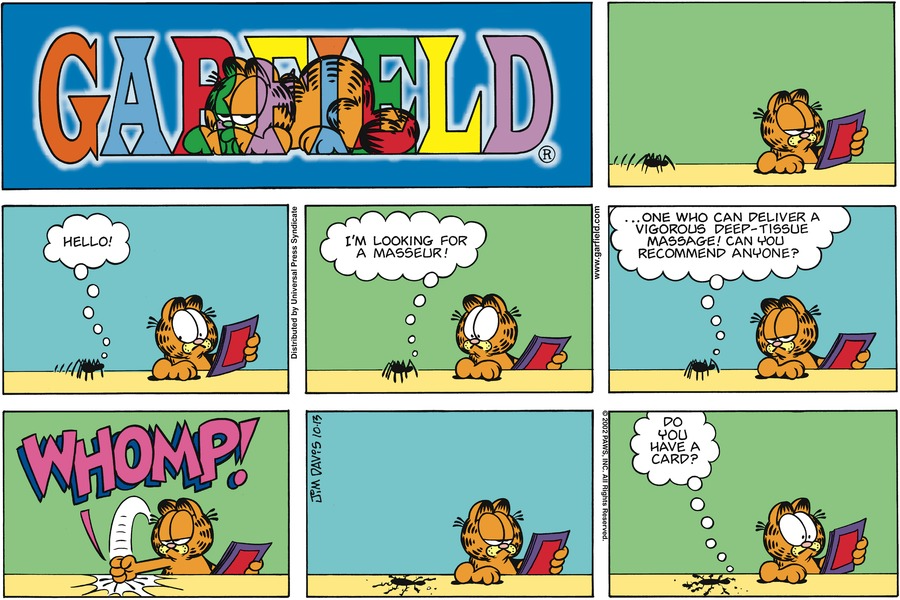 GARFIELD
®
HELLO!
Distributed by Universal Press Syndicate
I'M LOOKING FOR
A MASSEUR!
www.garfield.com
...ONE WHO CAN DELIVER A
VIGOROUS DEEP-TISSUE
MASSAGE! CAN YOU
RECOMMEND ANYONE?
WHOMP!
JIM DAVIS 10·13
© 2002 PAWS, INC. All Rights Reserved.
DO
YOU
HAVE A
CARD?